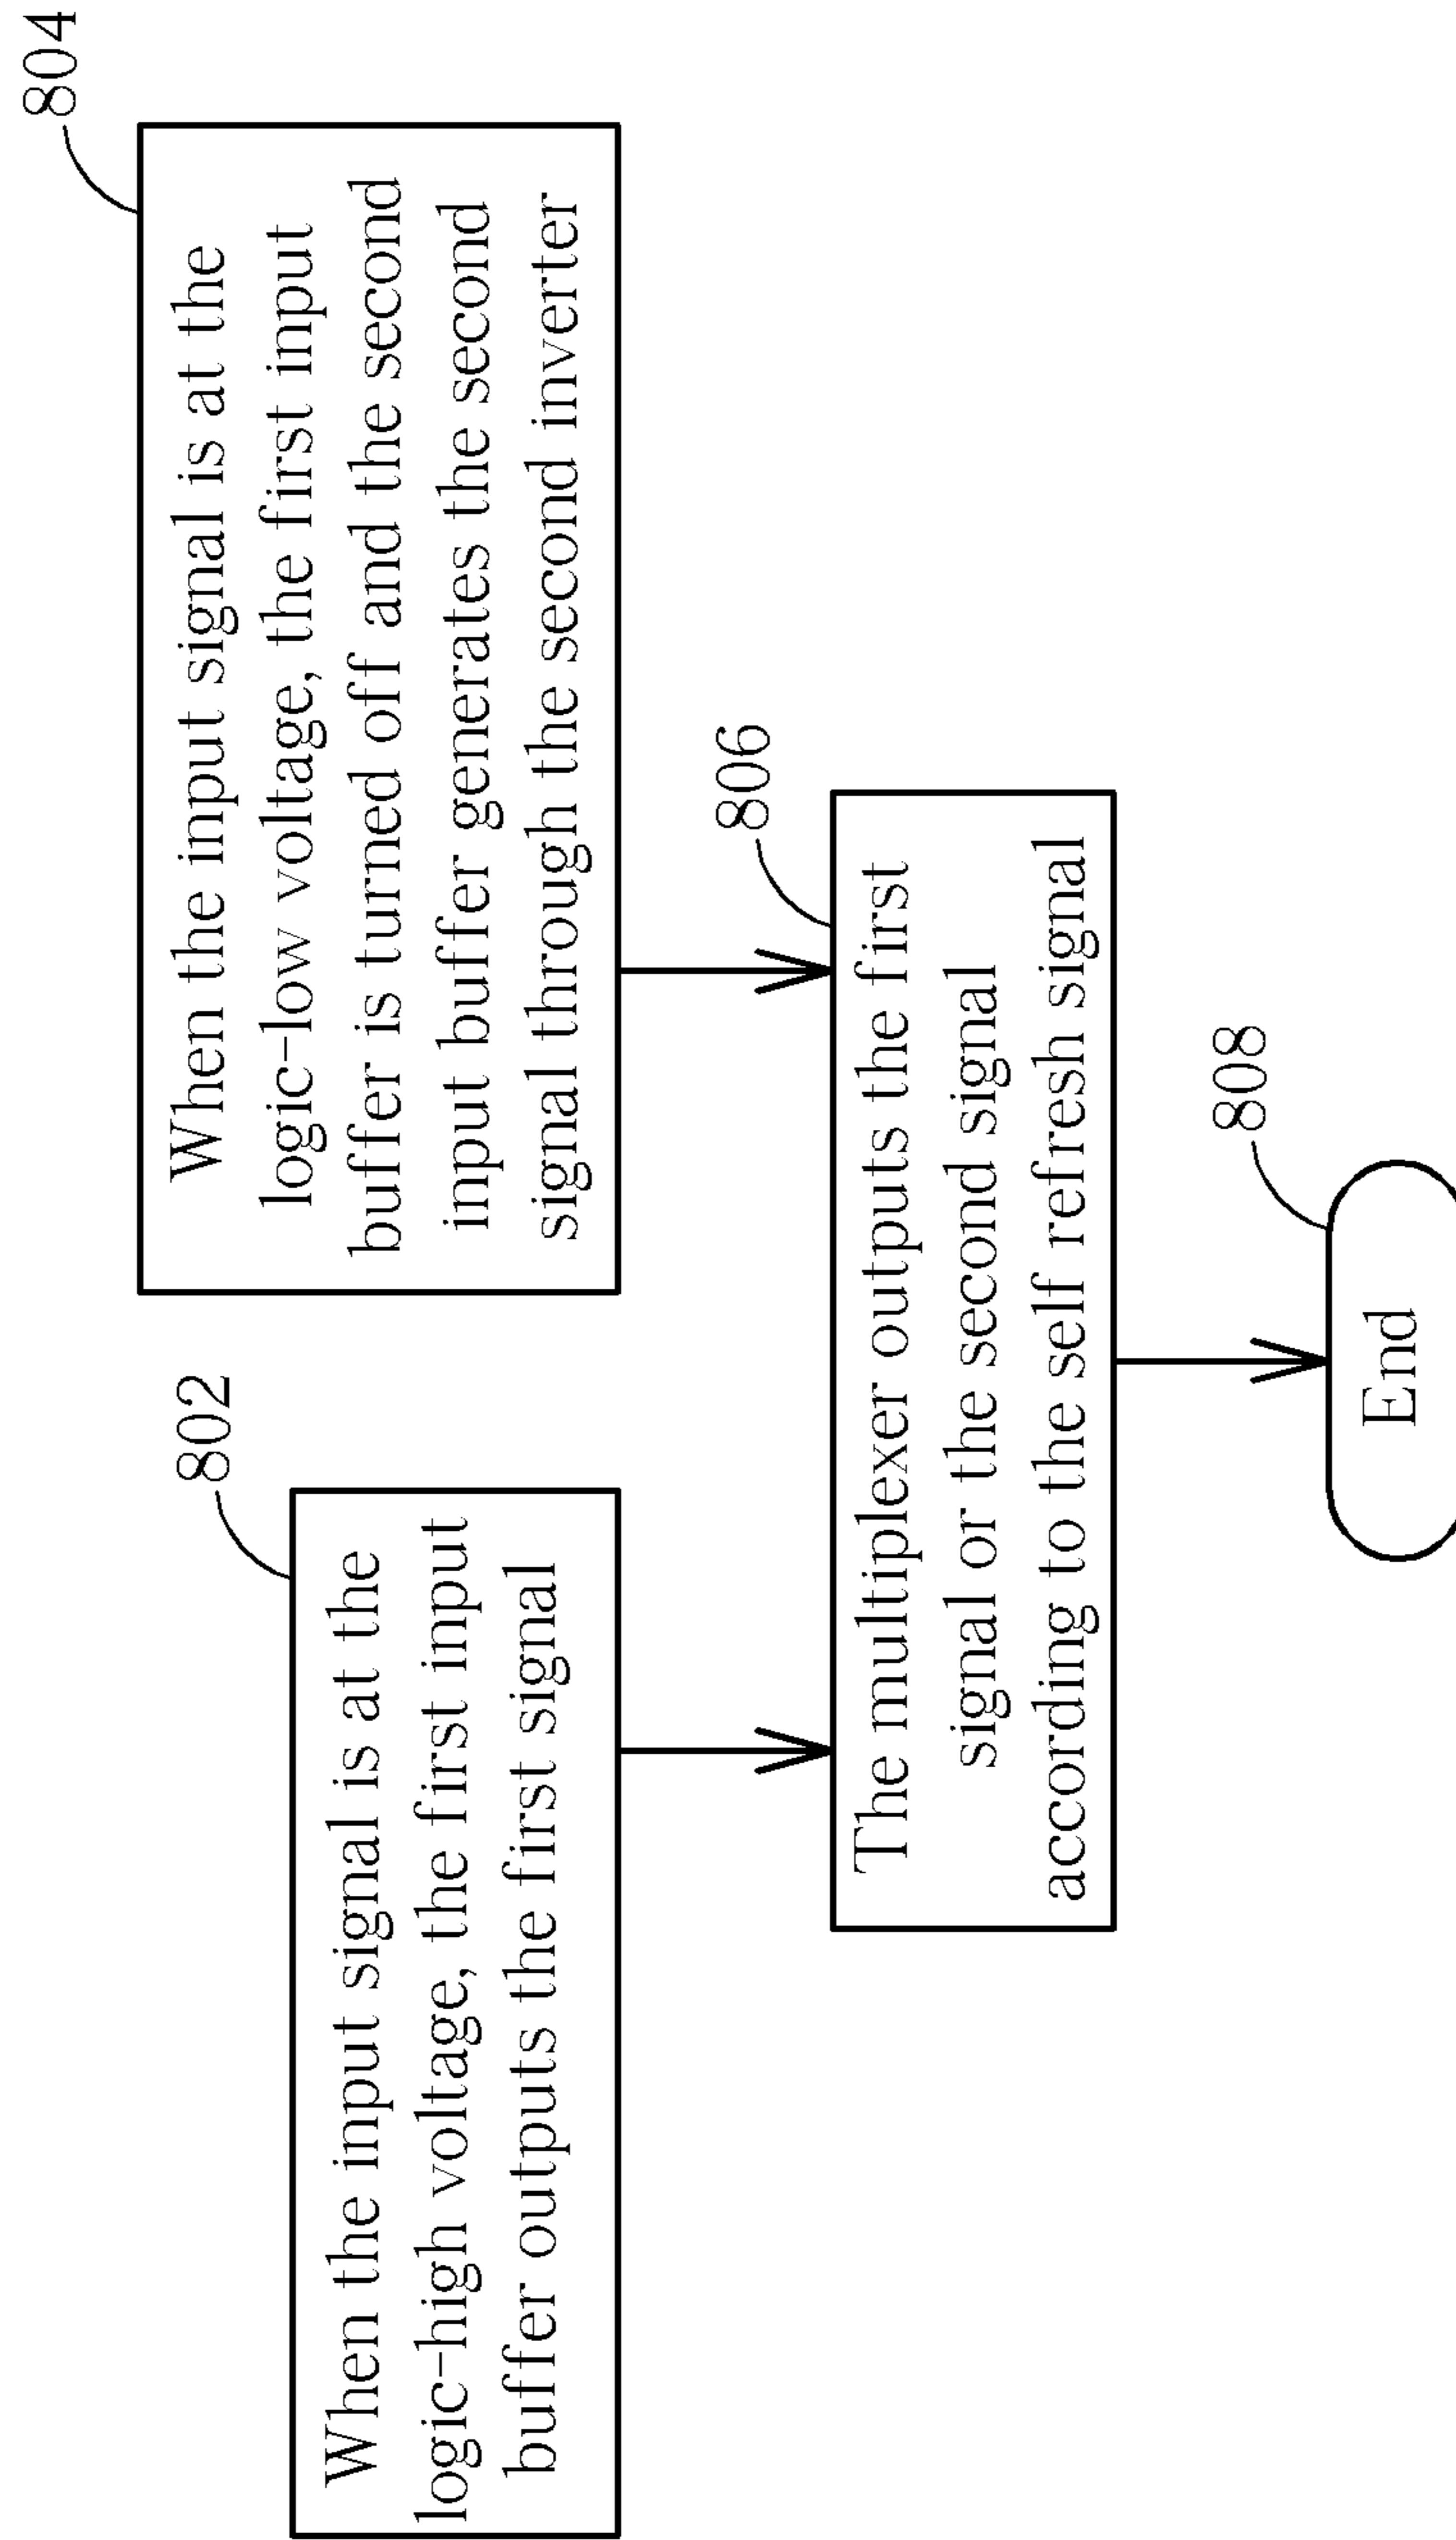 802
When the input signal is at the
logic-high voltage, the first input
buffer outputs the first signal
804
When the input signal is at the
logic-low voltage, the first input
buffer is turned off and the second
input buffer generates the second
signal through the second inverter
806
The multiplexer outputs the first
signal or the second signal
according to the self refresh signal
808
End